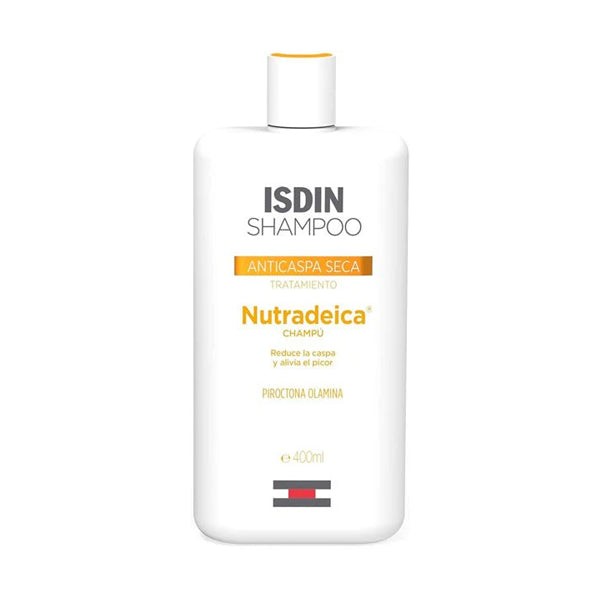 ISDIN
SHAMPOO
ANTICASPA SECA
TRATAMIENTO
Nutradeica®
CHAMPÚ
Reduce la caspa
y alivia el picor
PIROCTONA OLAMINA
℮ 400ml